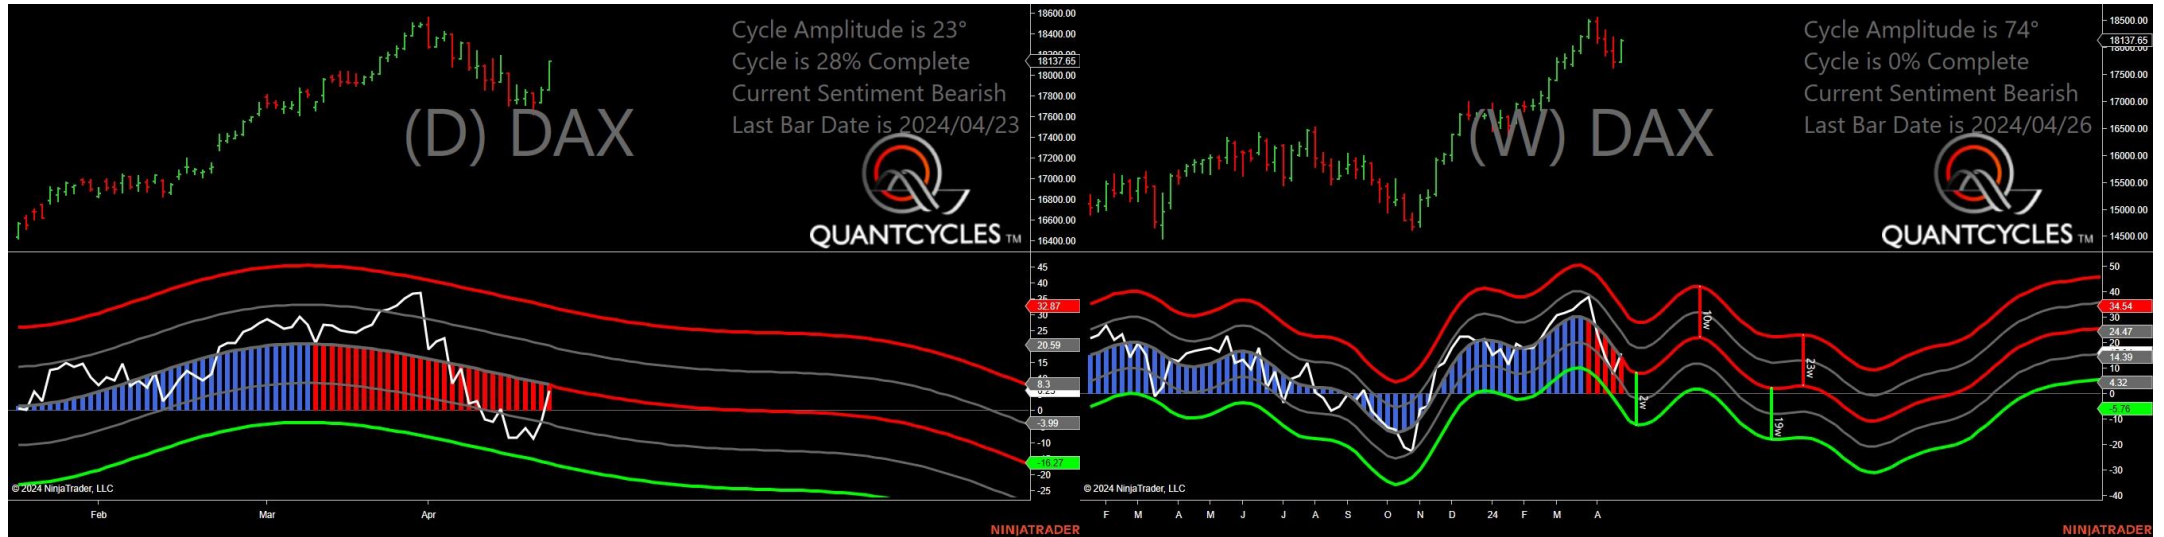 Cycle Amplitude is 23°
Cycle is 28% Complete
Current Sentiment Bearish
Last Bar Date is 2024/04/23
(D) DAX
QUANTCYCLES TM
18600.00
18400.00
18137.65
18000.00
17800.00
17600.00
17400.00
17200.00
17000.00
16800.00
16600.00
16400.00
45
40
32.87
30
25
20.59
15
8.3
0
-3.99
-10
-16.27
-20
-25
© 2024 NinjaTrader, LLC
Feb Mar Apr
NINJATRADER
Cycle Amplitude is 74°
Cycle is 0% Complete
Current Sentiment Bearish
Last Bar Date is 2024/04/26
(W) DAX
QUANTCYCLES TM
18500.00
18137.65
18000.00
17500.00
17000.00
16500.00
16000.00
15500.00
15000.00
14500.00
50
40
34.54
30
24.47
20
14.39
10
4.32
0
-5.76
-10
-20
-30
-40
10w
23w
2w
19w
© 2024 NinjaTrader, LLC
F M A M J J A S O N D 24 F M A
NINJATRADER